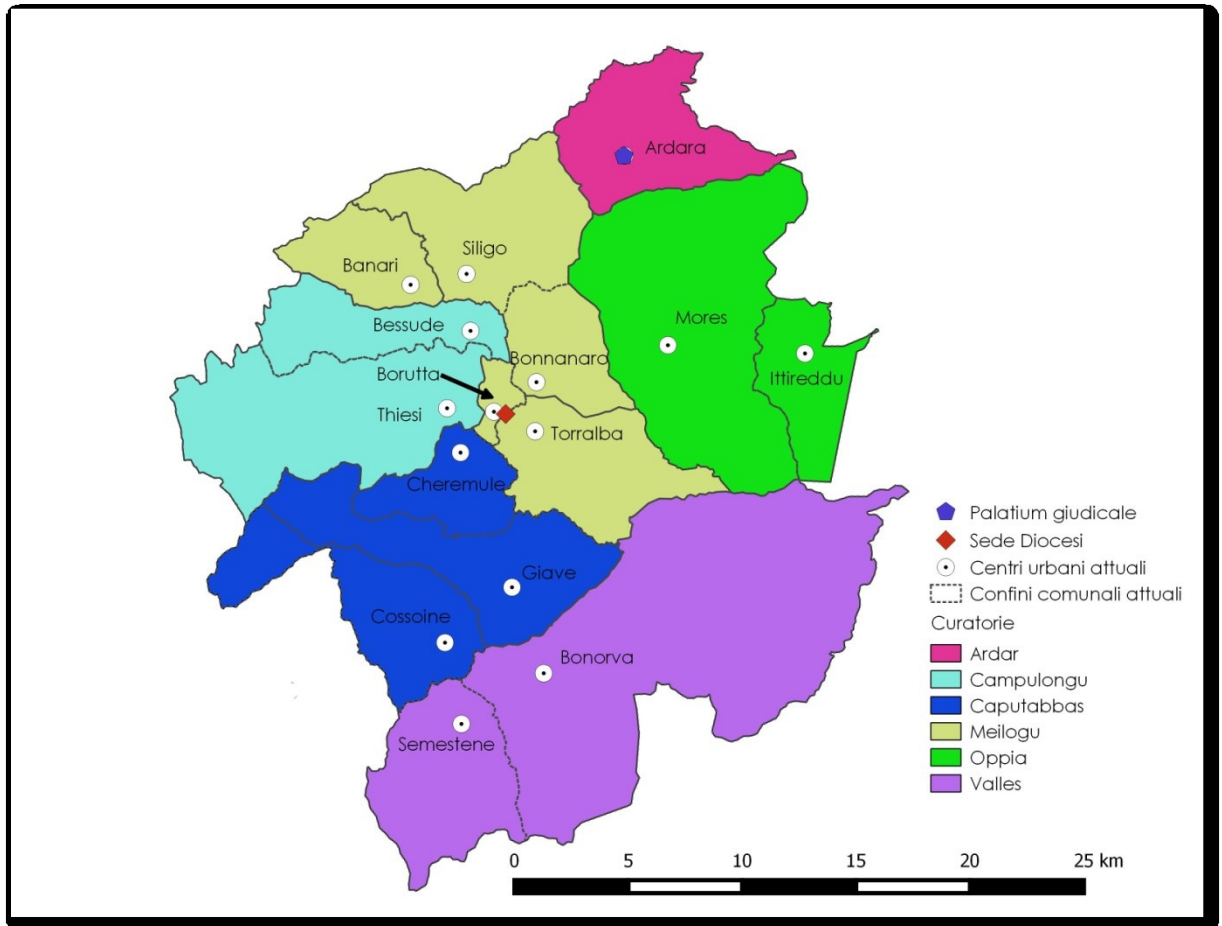 Ardara
Siligo
Banari
Bessude
Mores
Bonnanaro
Ittireddu
Borutta
Thiesi
Torralba
Cheremule
Giave
Cossoine
Bonorva
Semestene
Palatium giudicale
Sede Diocesi
Centri urbani attuali
Confini comunali attuali
Curatorie
Ardar
Campulongu
Caputabbas
Meilogu
Oppia
Valles
0 5 10 15 20 25 km